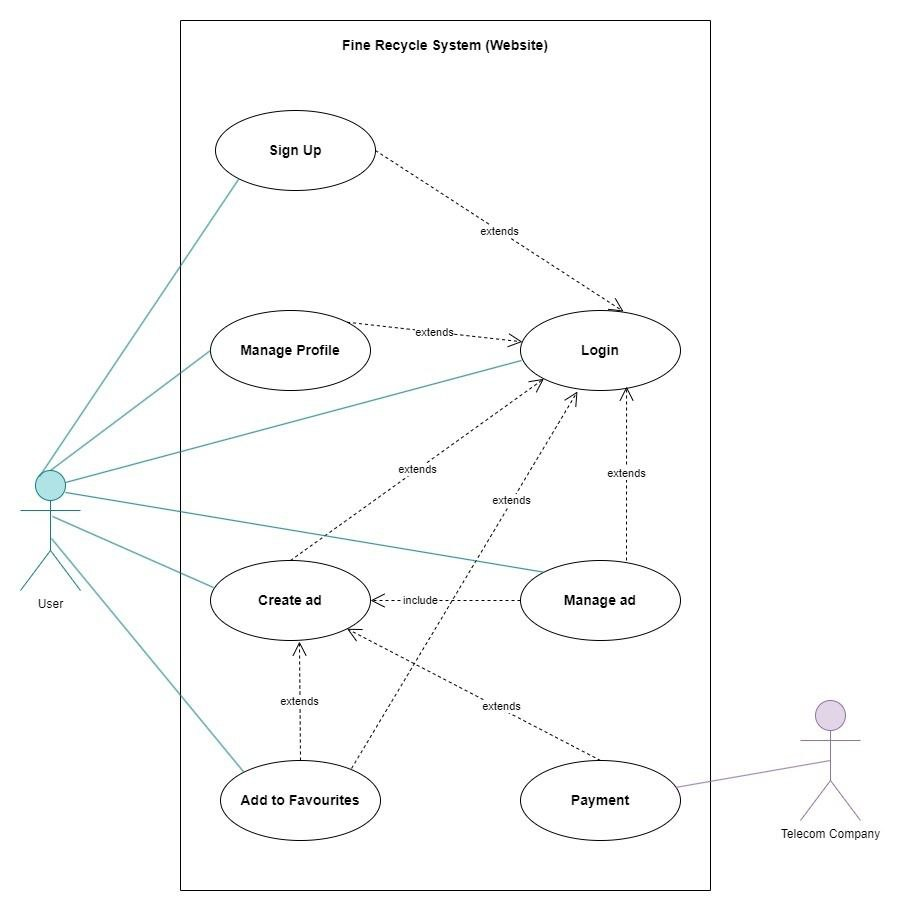 Fine Recycle System (Website)
Sign Up
extends
extends
Manage Profile
Login
extends
extends
extends
User
Create ad
include
Manage ad
extends
extends
Add to Favourites
Payment
Telecom Company